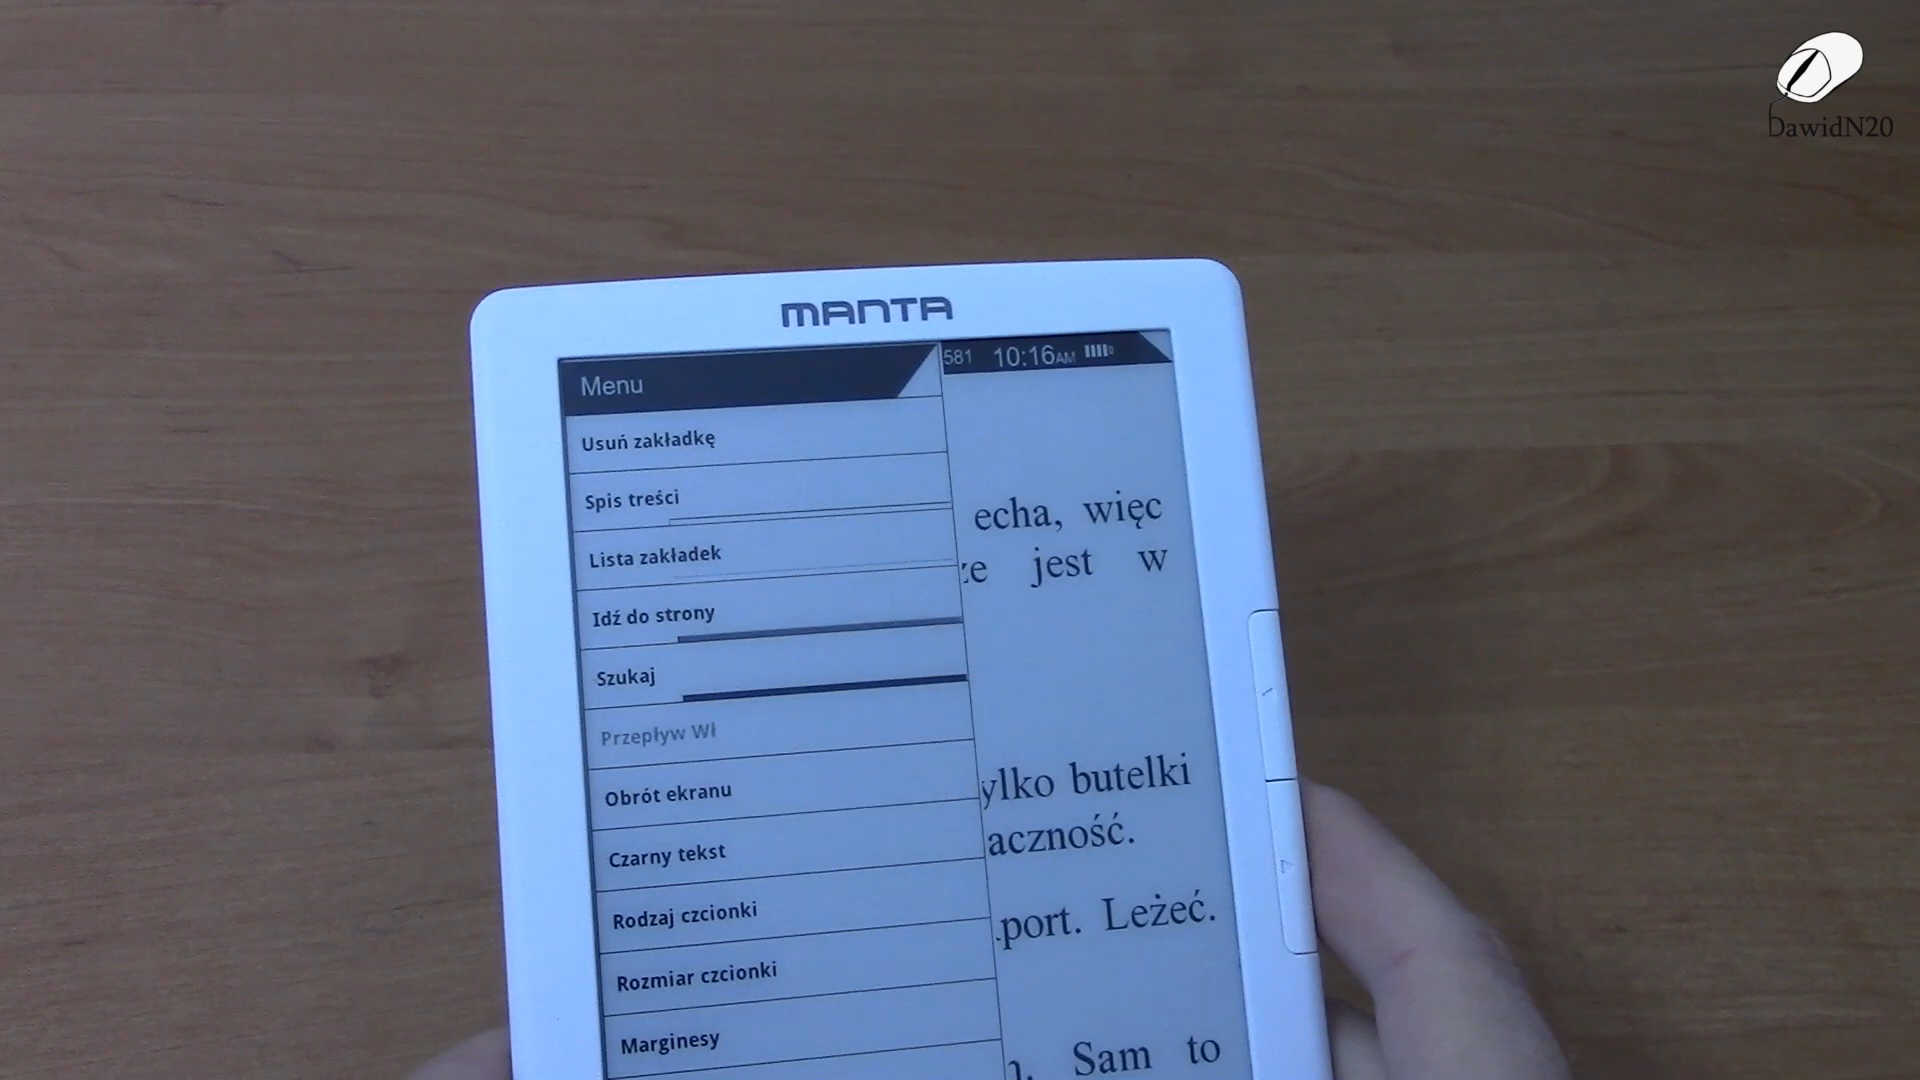 DawidN20
MANTA
581 10:16AM
Menu
Usuń zakładkę
Spis treści
Lista zakładek
Idź do strony
Szukaj
Przepływ Wł
Obrót ekranu
Czarny tekst
Rodzaj czcionki
Rozmiar czcionki
Marginesy
echa, więc
jest w
ylko butelki
aczność.
port. Leżeć.
Sam to